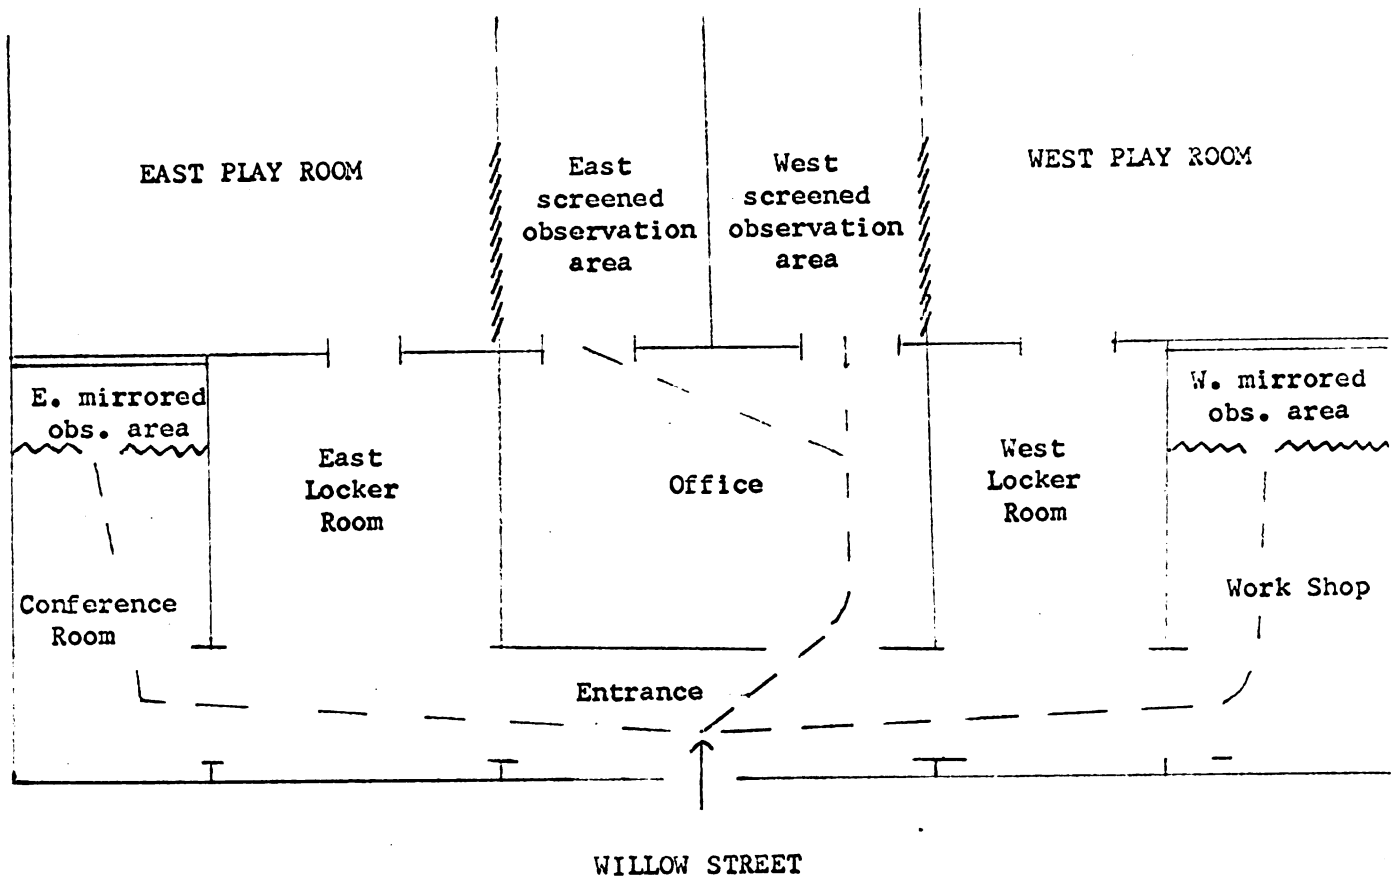 EAST PLAY ROOM
East
screened
observation
area
West
screened
observation
area
WEST PLAY ROOM
E. mirrored
obs. area
East
Locker
Room
Office
West
Locker
Room
W. mirrored
obs. area
Conference
Room
Work Shop
Entrance
WILLOW STREET